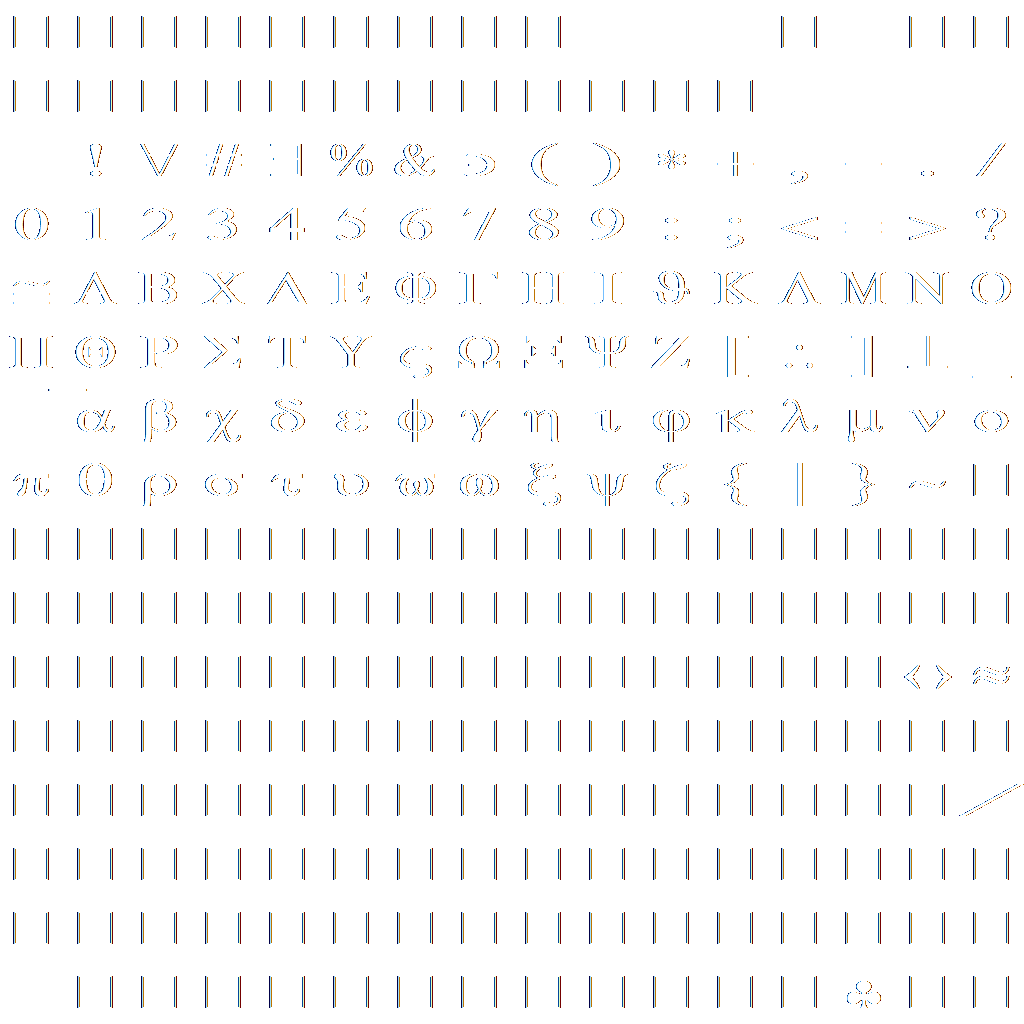 ! ∀ # ∃ % & ∋ ( ) * + , − . /
0 1 2 3 4 5 6 7 8 9 : ; < = > ?
≅ Α Β Χ Δ Ε Φ Γ Η Ι ϑ Κ Λ Μ Ν Ο
Π Θ Ρ Σ Τ Υ ς Ω Ξ Ψ Ζ [ ∴ ] ⊥ _
α β χ δ ε ϕ γ η ι φ κ λ μ ν ο
π θ ρ σ τ υ ϖ ω ξ ψ ζ { | } ~
‹ › ≈
⁄
♣